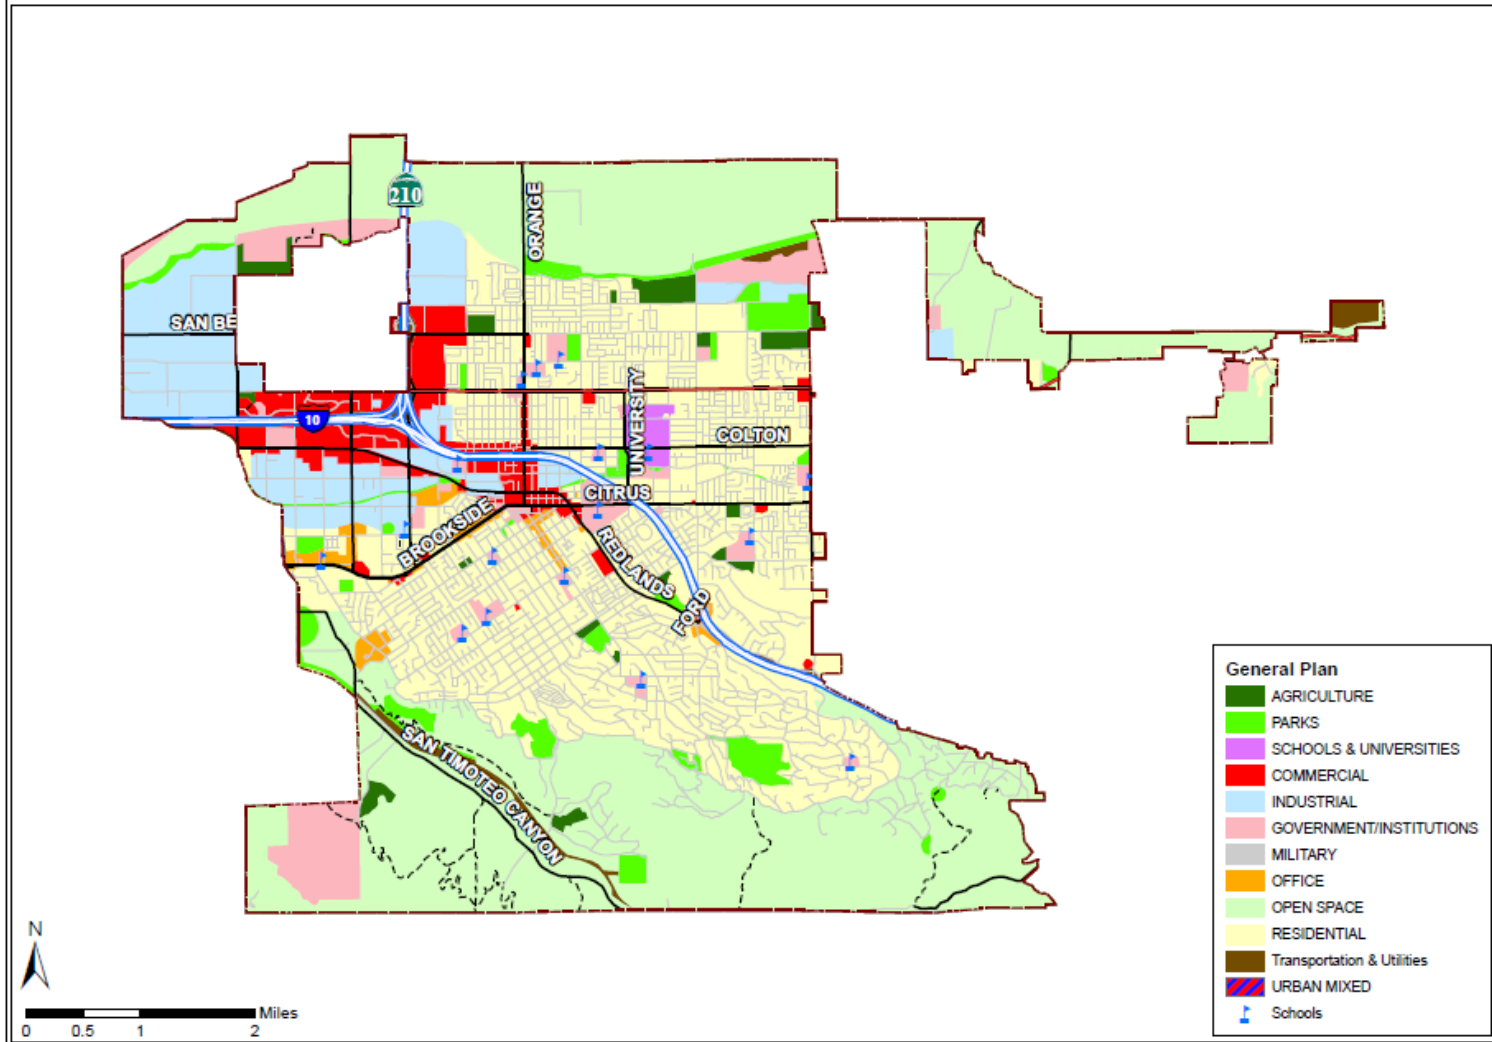 210
ORANGE
SAN BE
10
UNIVERSITY
COLTON
CITRUS
BROOKSIDE
REDLANDS
FORD
SAN TIMOTEO CANYON
General Plan
AGRICULTURE
PARKS
SCHOOLS & UNIVERSITIES
COMMERCIAL
INDUSTRIAL
GOVERNMENT/INSTITUTIONS
MILITARY
OFFICE
OPEN SPACE
RESIDENTIAL
Transportation & Utilities
URBAN MIXED
Schools
N
Miles
0 0.5 1 2